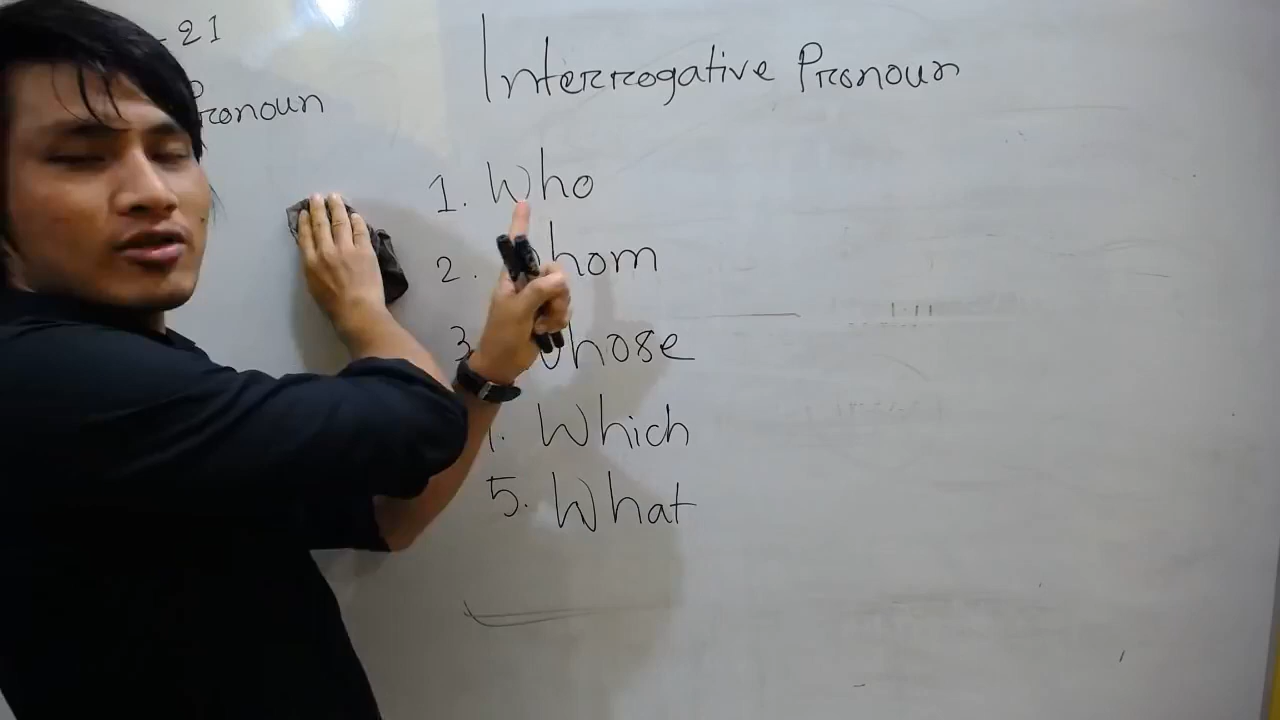 - 21
Pronoun
Interrogative Pronoun
1. Who
2. Whom
3. Whose
4. Which
5. What